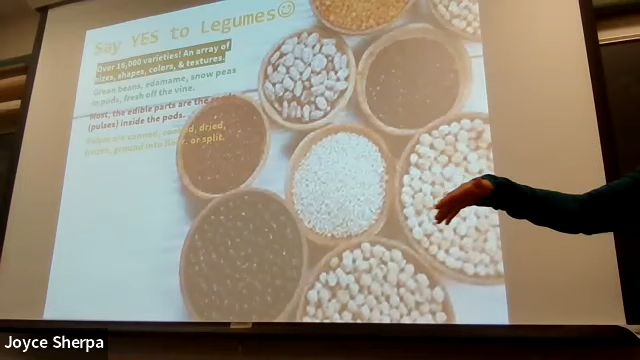 Say YES to Legumes☺
Over 16,000 varieties! An array of
sizes, shapes, colors, & textures.
Green beans, edamame, snow peas
in pods, fresh off the vine.
Most, the edible parts are the
(pulses) inside the pods.
canned, cooked, dried,
frozen, ground into flour, or split.
Joyce Sherpa